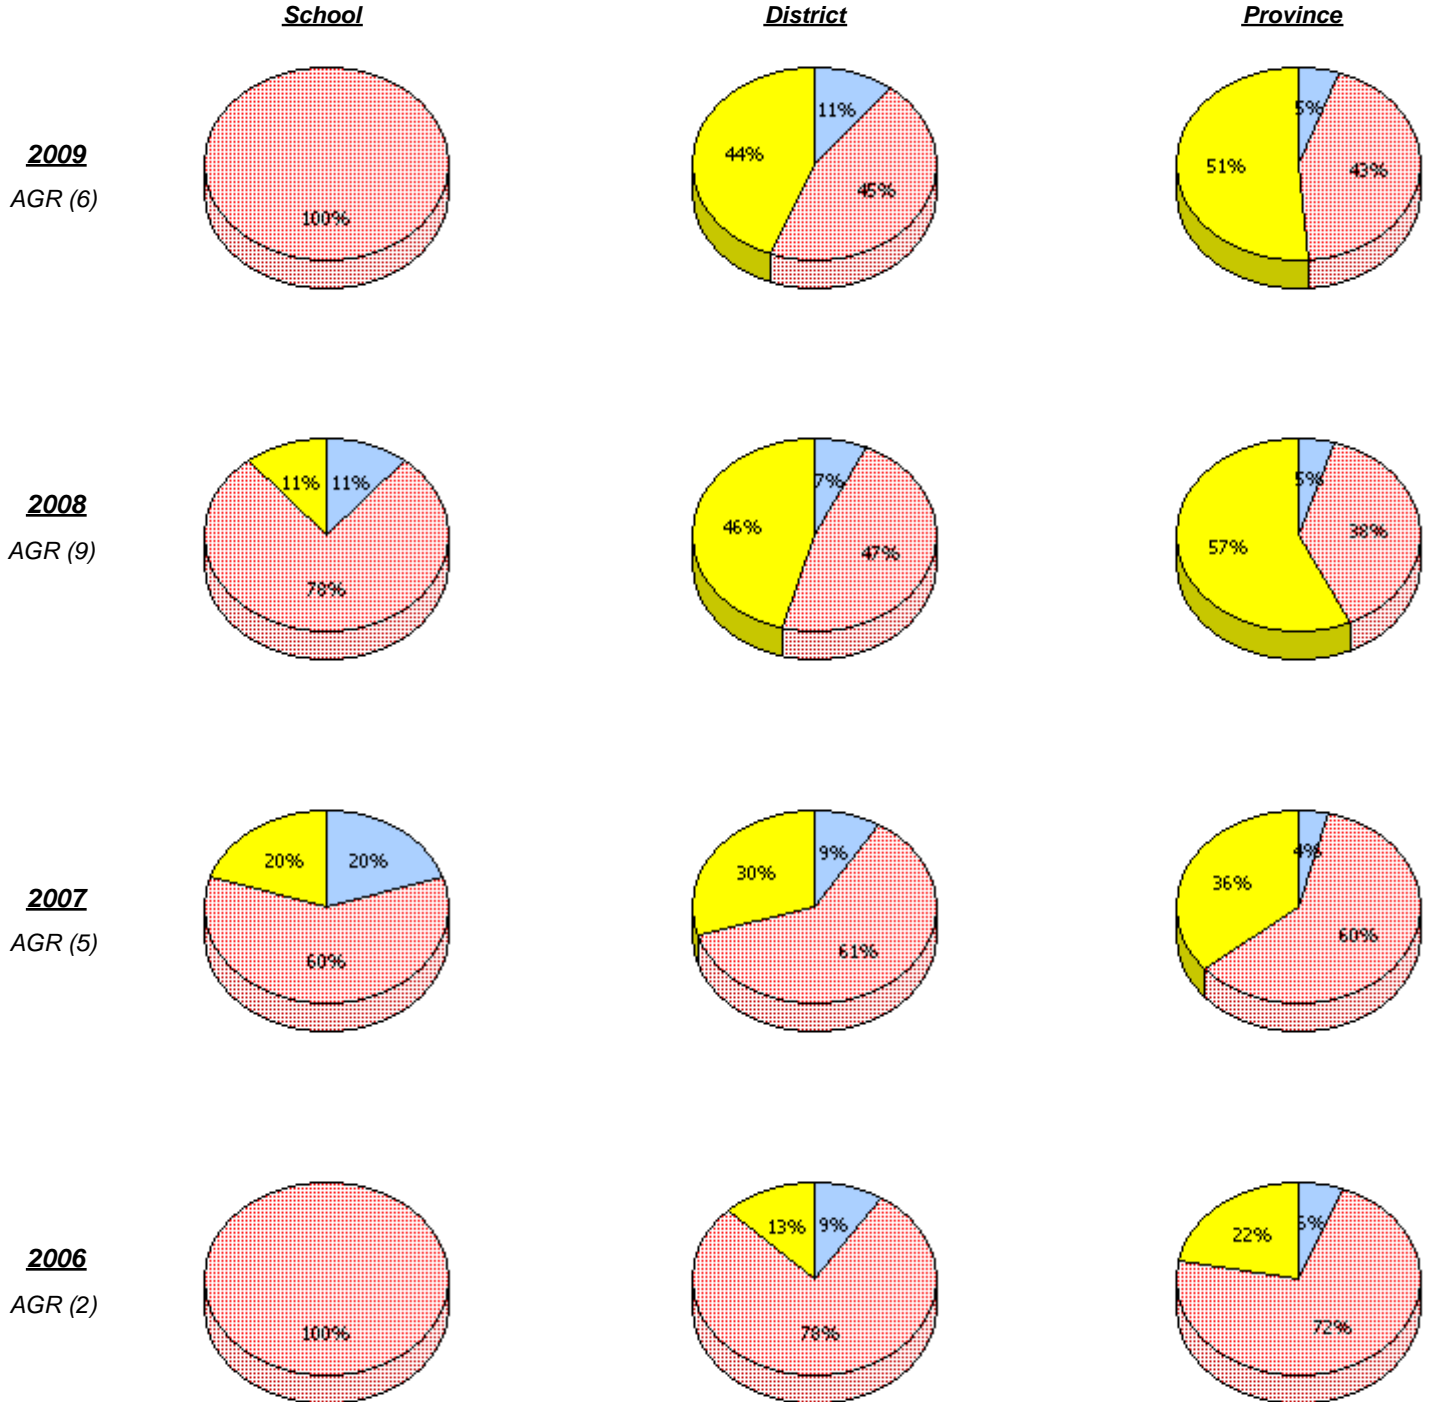 School District Province
2009
AGR (6)
100%
44% 11% 45%
51% 5% 43%
2008
AGR (9)
11% 11% 78%
46% 7% 47%
57% 5% 38%
2007
AGR (5)
20% 20% 60%
30% 9% 61%
36% 4% 60%
2006
AGR (2)
100%
13% 9% 78%
22% 72%